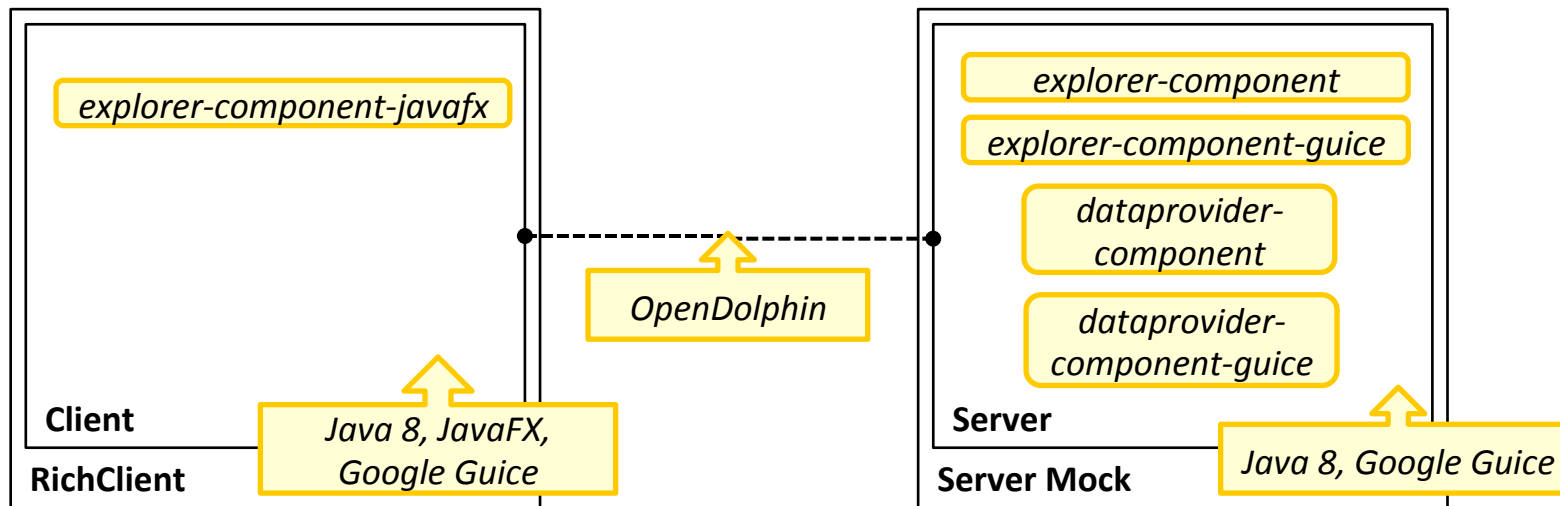 explorer-component-javafx
Client
RichClient
Java 8, JavaFX,
Google Guice
OpenDolphin
explorer-component
explorer-component-guice
dataprovider-
component
dataprovider-
component-guice
Server
Server Mock
Java 8, Google Guice